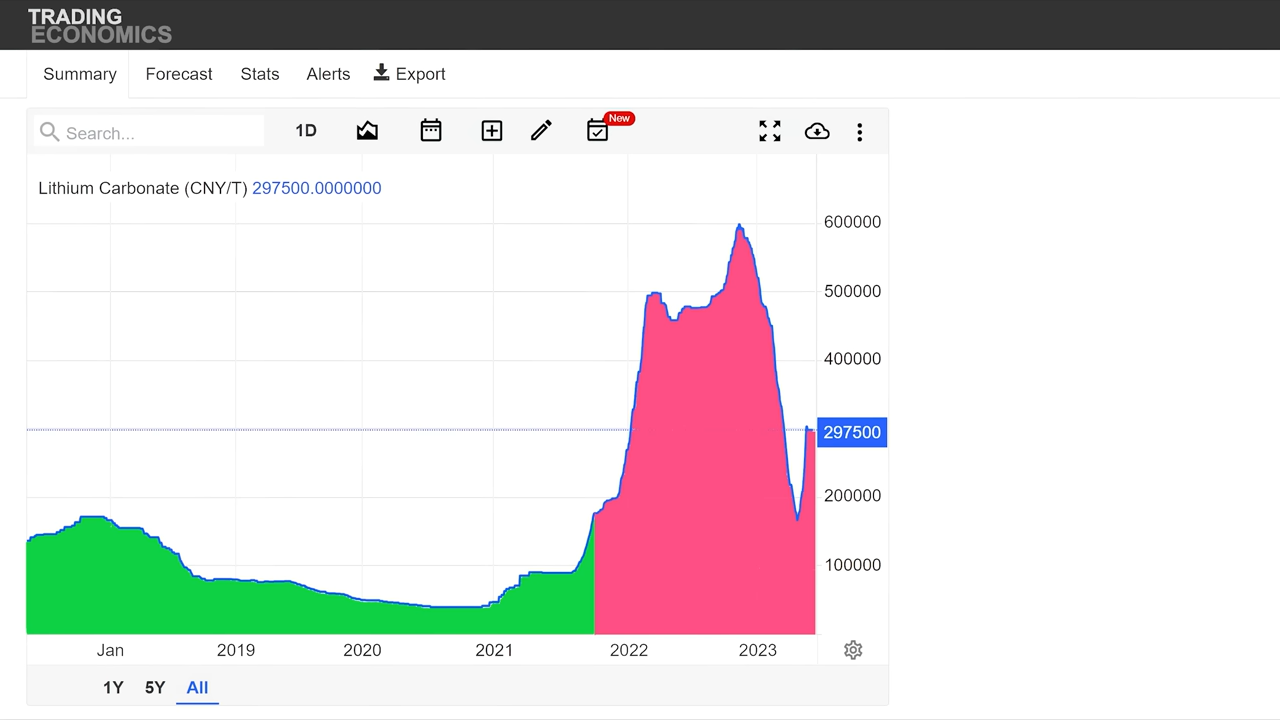 TRADING
ECONOMICS
Summary Forecast Stats Alerts Export
Search... 1D New
Lithium Carbonate (CNY/T) 297500.0000000
600000
500000
400000
297500
200000
100000
Jan 2019 2020 2021 2022 2023
1Y 5Y All